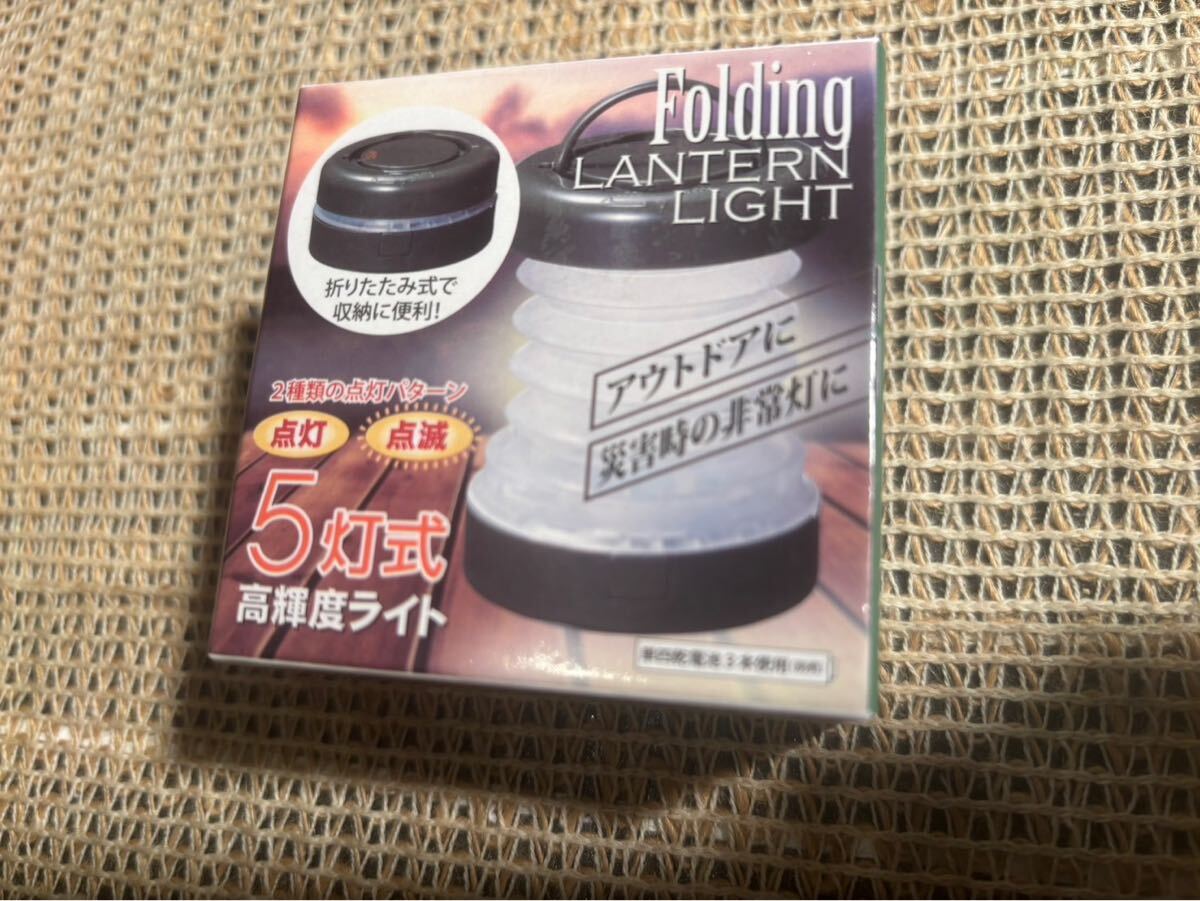 Folding
LANTERN
LIGHT
折りたたみ式で
収納に便利!
アウトドアに
災害時の非常灯に
2種類の点灯パターン
点灯 点滅
5灯式
高輝度ライト